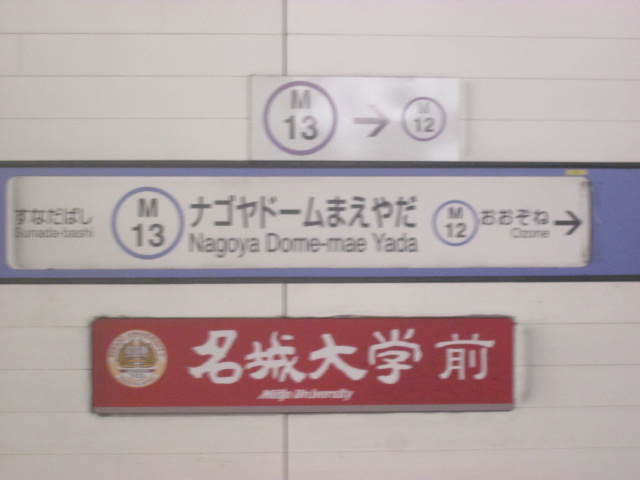 M 13 → M 12
すなだばし M 13 ナゴヤドームまえやだ M 12 おおぞね →
Sunada-bashi Nagoya Dome-mae Yada Ozone
名城大学前
Meijo University